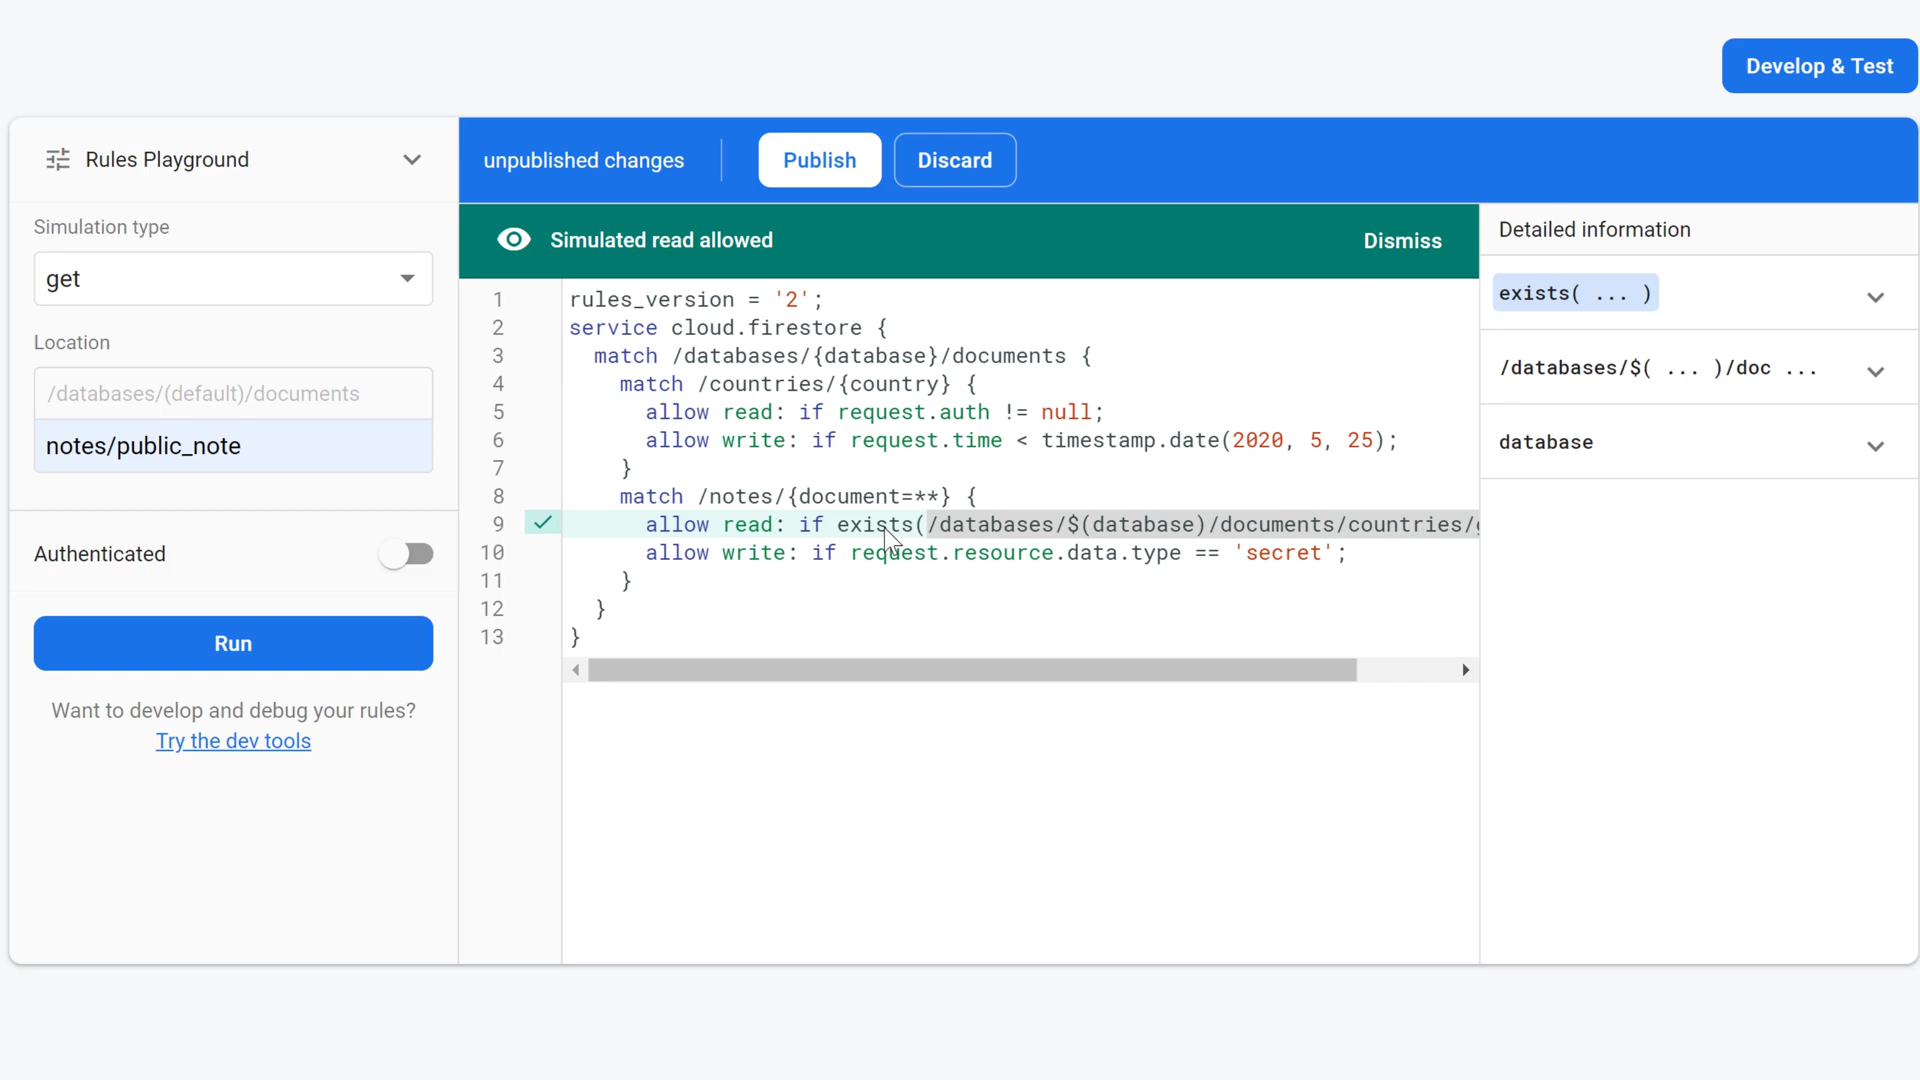 Develop & Test
Rules Playground
Simulation type
get
Location
/databases/(default)/documents
notes/public_note
Authenticated
Run
Want to develop and debug your rules?
Try the dev tools
unpublished changes
Publish
Discard
Simulated read allowed
Dismiss
1 rules_version = '2';
2 service cloud.firestore {
3 match /databases/{database}/documents {
4 match /countries/{country} {
5 allow read: if request.auth != null;
6 allow write: if request.time < timestamp.date(2020, 5, 25);
7 }
8 match /notes/{document=**} {
9 allow read: if exists(/databases/$(database)/documents/countries/
10 allow write: if request.resource.data.type == 'secret';
11 }
12 }
13 }
Detailed information
exists( ... )
/databases/$( ... )/doc ...
database